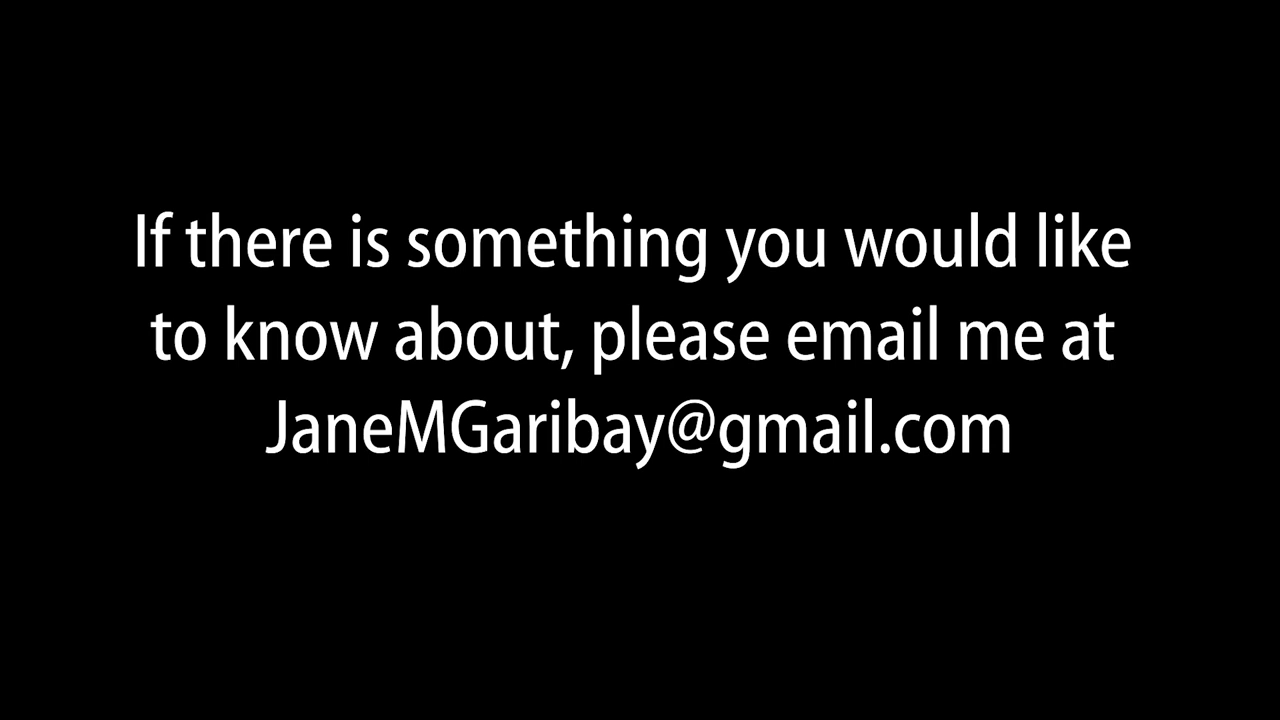 If there is something you would like
to know about, please email me at
JaneMGaribay@gmail.com